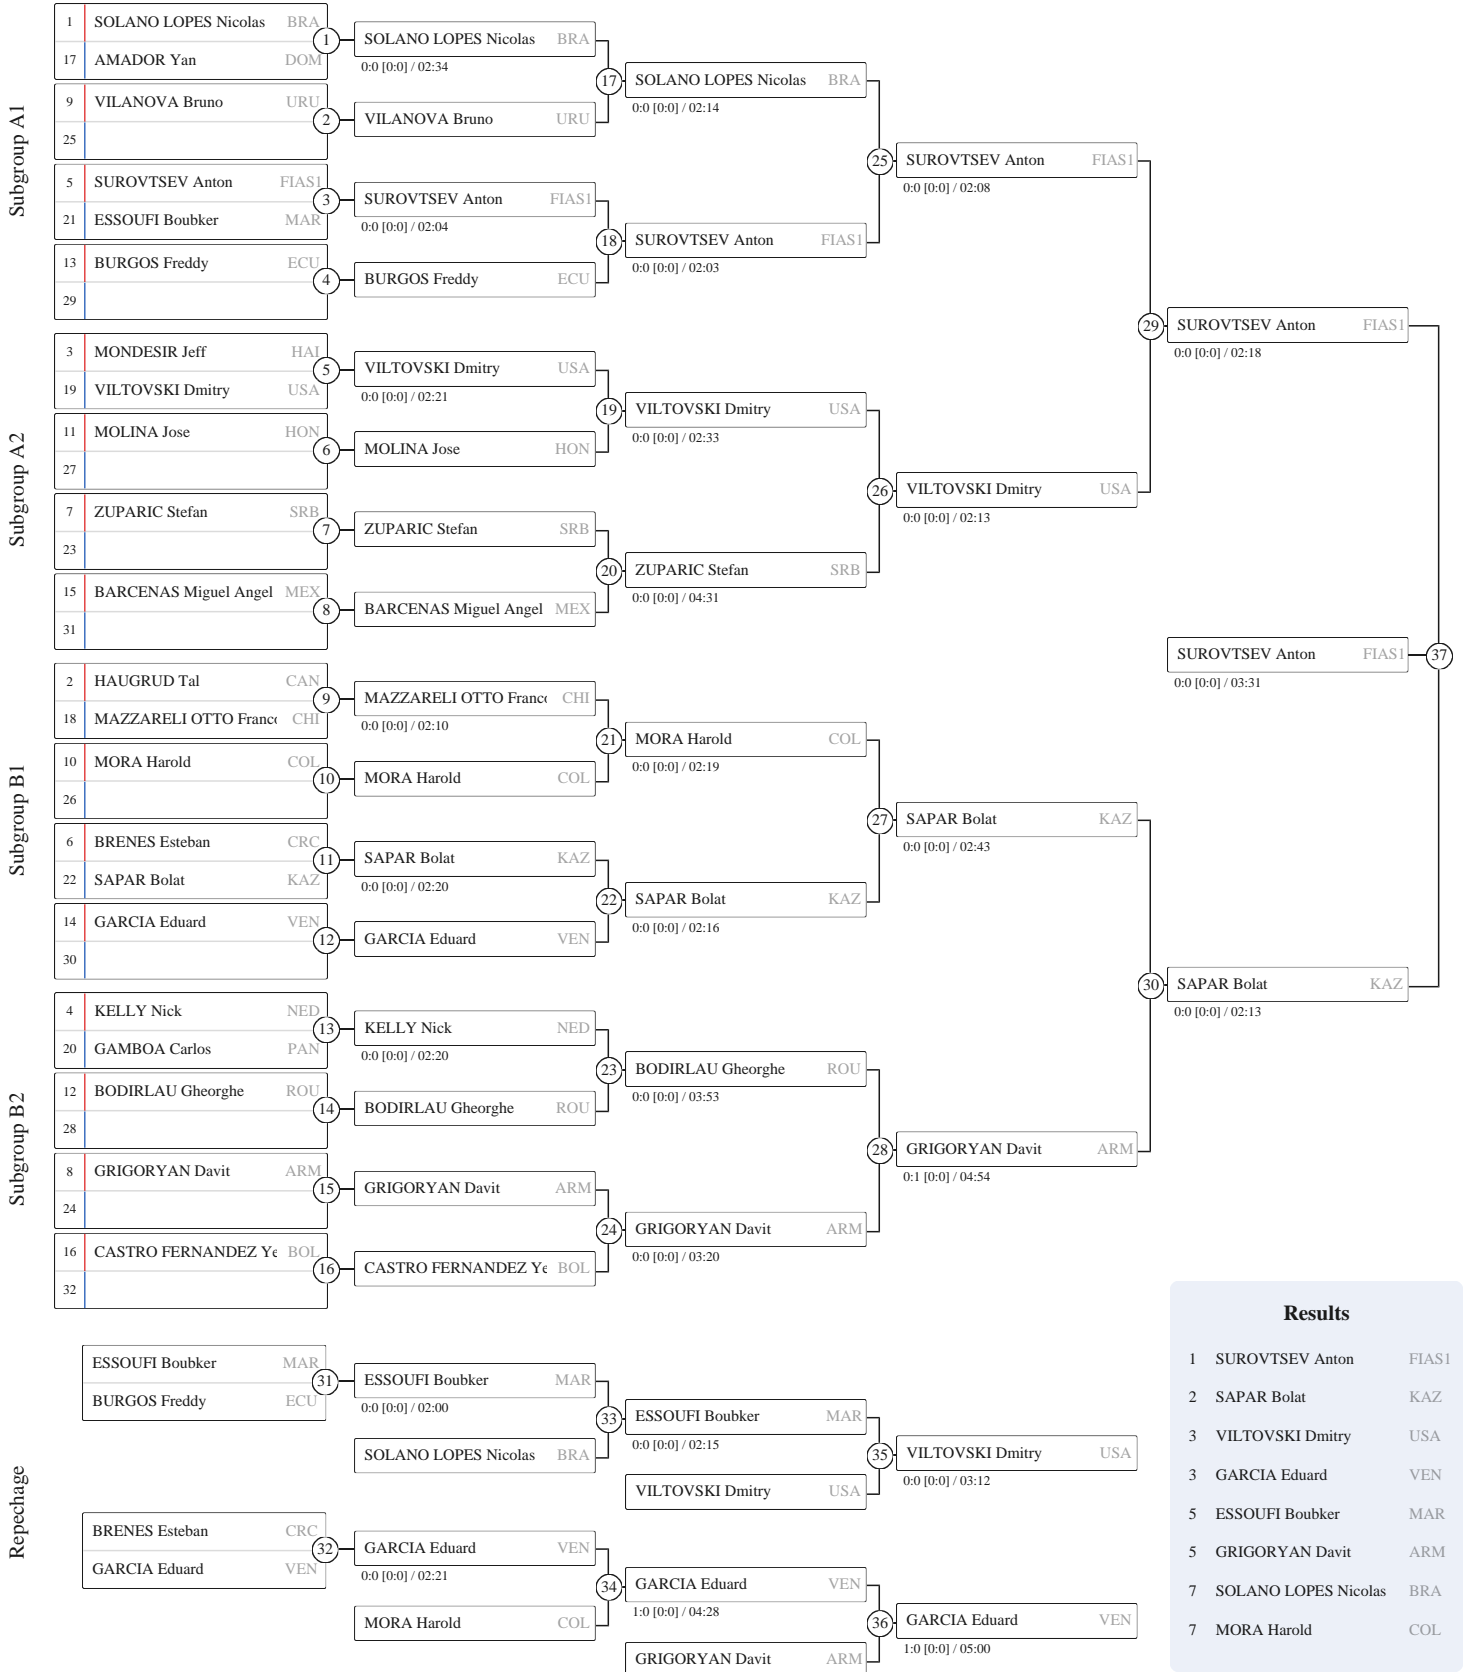 Subgroup A1
1 SOLANO LOPES Nicolas BRA
17 AMADOR Yan DOM
1
9 VILANOVA Bruno URU
25
2
5 SUROVTSEV Anton FIAS1
21 ESSOUFI Boubker MAR
3
13 BURGOS Freddy ECU
29
4
SOLANO LOPES Nicolas BRA
0:0 [0:0] / 02:34
VILANOVA Bruno URU
17
SUROVTSEV Anton FIAS1
0:0 [0:0] / 02:04
BURGOS Freddy ECU
18
SOLANO LOPES Nicolas BRA
0:0 [0:0] / 02:14
SUROVTSEV Anton FIAS1
0:0 [0:0] / 02:03
25
SUROVTSEV Anton FIAS1
0:0 [0:0] / 02:08
Subgroup A2
3 MONDESIR Jeff HAI
19 VILTOVSKI Dmitry USA
5
11 MOLINA Jose HON
27
6
7 ZUPARIC Stefan SRB
23
7
15 BARCENAS Miguel Angel MEX
31
8
VILTOVSKI Dmitry USA
0:0 [0:0] / 02:21
MOLINA Jose HON
19
ZUPARIC Stefan SRB
BARCENAS Miguel Angel MEX
20
VILTOVSKI Dmitry USA
0:0 [0:0] / 02:33
ZUPARIC Stefan SRB
0:0 [0:0] / 04:31
26
VILTOVSKI Dmitry USA
0:0 [0:0] / 02:13
29
SUROVTSEV Anton FIAS1
0:0 [0:0] / 02:18
SUROVTSEV Anton FIAS1
0:0 [0:0] / 03:31
37
Subgroup B1
2 HAUGRUD Tal CAN
18 MAZZARELI OTTO Franc CHI
9
10 MORA Harold COL
26
10
6 BRENES Esteban CRC
22 SAPAR Bolat KAZ
11
14 GARCIA Eduard VEN
30
12
MAZZARELI OTTO Franc CHI
0:0 [0:0] / 02:10
MORA Harold COL
21
SAPAR Bolat KAZ
0:0 [0:0] / 02:20
GARCIA Eduard VEN
22
MORA Harold COL
0:0 [0:0] / 02:19
SAPAR Bolat KAZ
0:0 [0:0] / 02:16
27
SAPAR Bolat KAZ
0:0 [0:0] / 02:43
Subgroup B2
4 KELLY Nick NED
20 GAMBOA Carlos PAN
13
12 BODIRLAU Gheorghe ROU
28
14
8 GRIGORYAN Davit ARM
24
15
16 CASTRO FERNANDEZ Ye BOL
32
16
KELLY Nick NED
0:0 [0:0] / 02:20
BODIRLAU Gheorghe ROU
23
GRIGORYAN Davit ARM
CASTRO FERNANDEZ Ye BOL
24
BODIRLAU Gheorghe ROU
0:0 [0:0] / 03:53
GRIGORYAN Davit ARM
0:0 [0:0] / 03:20
28
GRIGORYAN Davit ARM
0:1 [0:0] / 04:54
30
SAPAR Bolat KAZ
0:0 [0:0] / 02:13
Repechage
ESSOUFI Boubker MAR
BURGOS Freddy ECU
31
ESSOUFI Boubker MAR
0:0 [0:0] / 02:00
SOLANO LOPES Nicolas BRA
33
ESSOUFI Boubker MAR
0:0 [0:0] / 02:15
VILTOVSKI Dmitry USA
35
VILTOVSKI Dmitry USA
0:0 [0:0] / 03:12
BRENES Esteban CRC
GARCIA Eduard VEN
32
GARCIA Eduard VEN
0:0 [0:0] / 02:21
MORA Harold COL
34
GARCIA Eduard VEN
1:0 [0:0] / 04:28
GRIGORYAN Davit ARM
36
GARCIA Eduard VEN
1:0 [0:0] / 05:00
Results
1 SUROVTSEV Anton FIAS1
2 SAPAR Bolat KAZ
3 VILTOVSKI Dmitry USA
3 GARCIA Eduard VEN
5 ESSOUFI Boubker MAR
5 GRIGORYAN Davit ARM
7 SOLANO LOPES Nicolas BRA
7 MORA Harold COL